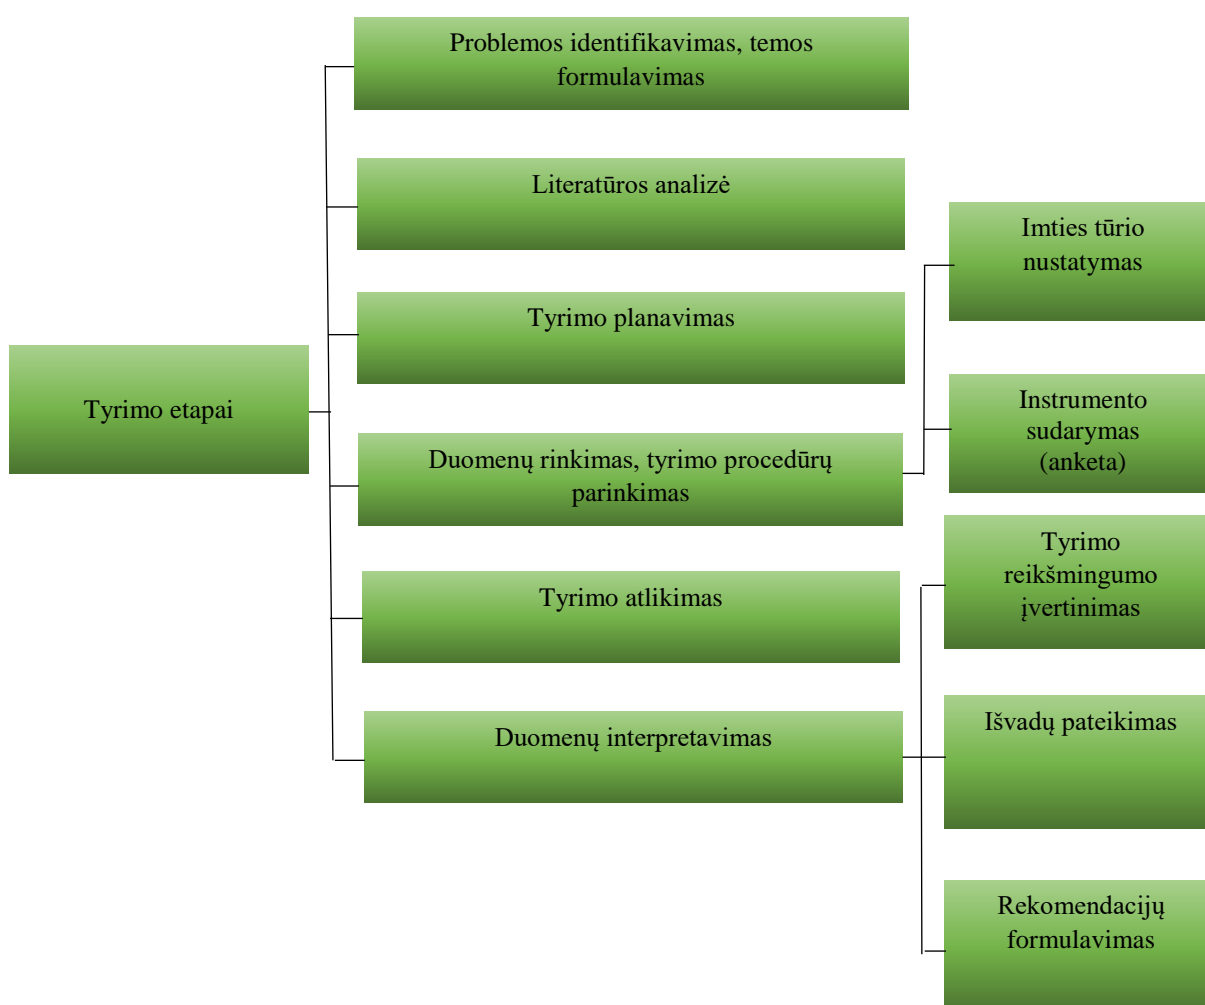 Tyrimo etapai
Problemos identifikavimas, temos
formulavimas
Literatūros analizė
Tyrimo planavimas
Duomenų rinkimas, tyrimo procedūrų
parinkimas
Imties tūrio
nustatymas
Instrumento
sudarymas
(anketa)
Tyrimo atlikimas
Duomenų interpretavimas
Tyrimo
reikšmingumo
įvertinimas
Išvadų pateikimas
Rekomendacijų
formulavimas